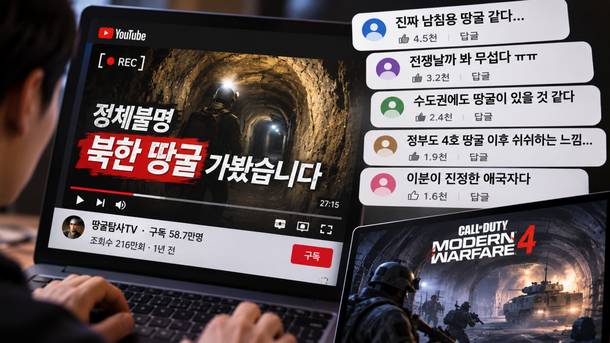 YouTube
[ REC ]
정체불명
북한 땅굴 가봤습니다
27:15
땅굴탐사TV · 구독 58.7만명
조회수 216만회 · 1년 전
구독
진짜 남침용 땅굴 같다...
4.5천 | 답글
전쟁날까 봐 무섭다 ㅠㅠ
3.2천 | 답글
수도권에도 땅굴이 있을 것 같다
2.4천 | 답글
정부도 4호 땅굴 이후 쉬쉬하는 느낌...
1.9천 | 답글
이분이 진정한 애국자다
1.6천 | 답글
CALL OF DUTY
MODERN
WARFARE 4